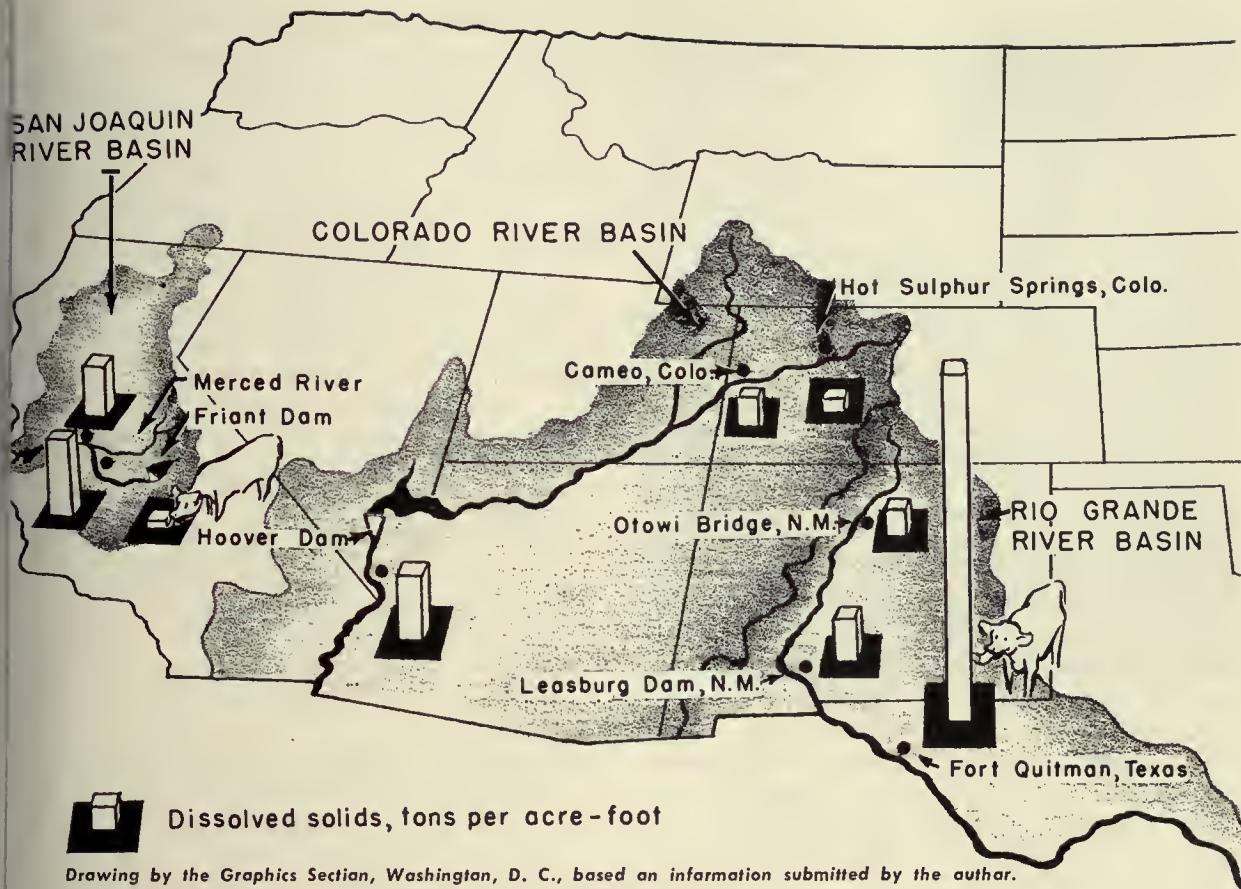 SAN JOAQUIN
RIVER BASIN
COLORADO RIVER BASIN
Hot Sulphur Springs, Colo.
Cameo, Colo.
Merced River
Friant Dam
Hoover Dam
Otowi Bridge, N.M.
RIO GRANDE
RIVER BASIN
Leasburg Dam, N.M.
Fort Quitman, Texas
Dissolved solids, tons per acre-foot
Drawing by the Graphics Section, Washington, D. C., based an information submitted by the author.